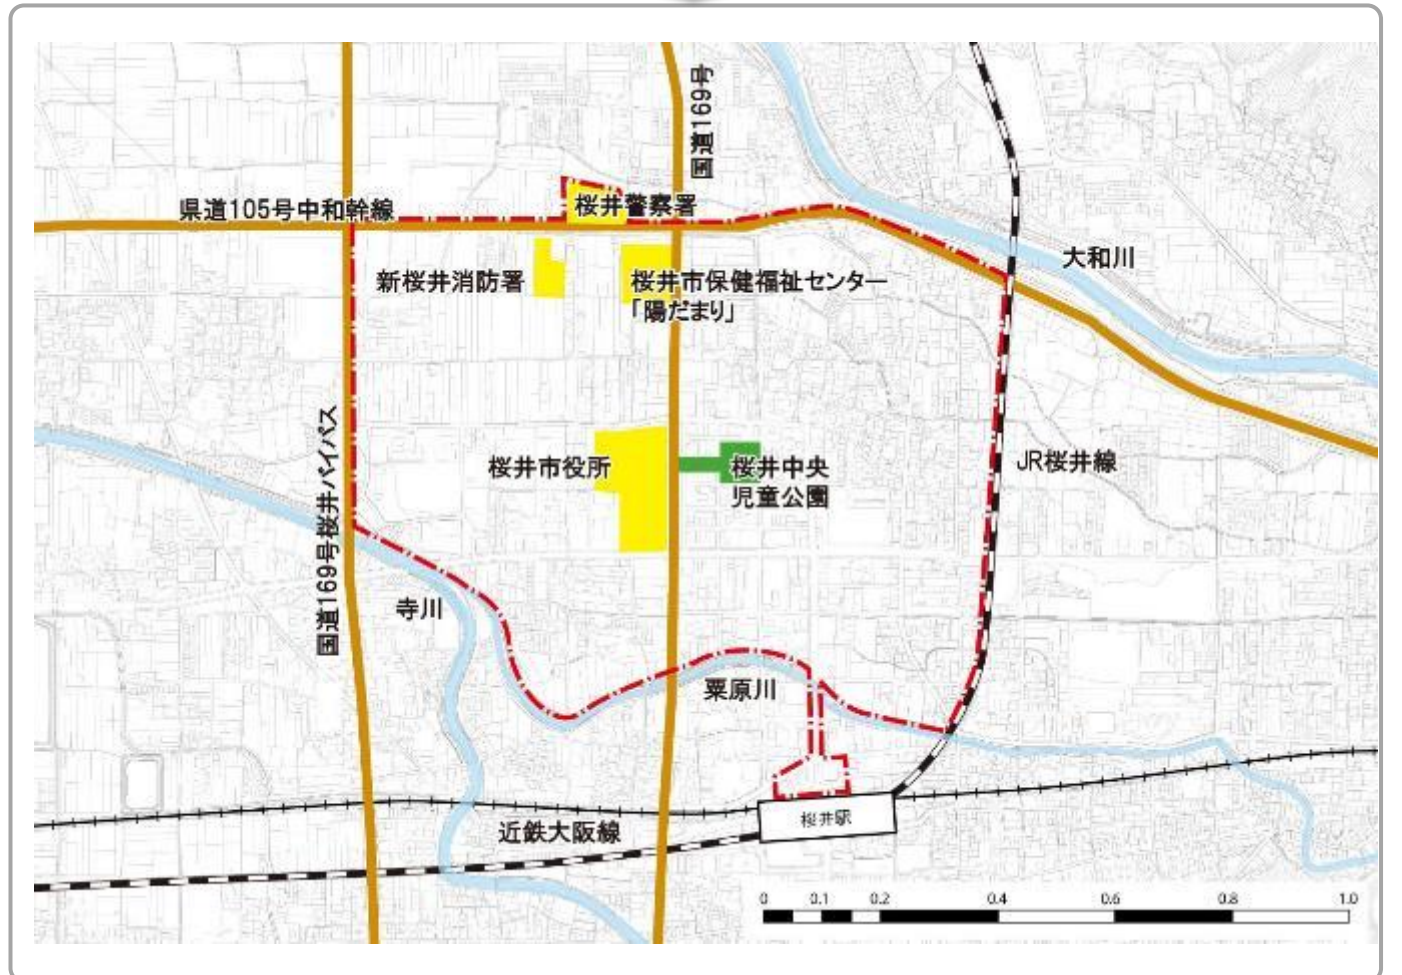 国道169号
県道105号中和幹線
桜井警察署
大和川
新桜井消防署
桜井市保健福祉センター
「陽だまり」
国道169号桜井バイパス
桜井市役所
桜井中央
児童公園
JR桜井線
寺川
粟原川
近鉄大阪線
桜井駅
0 0.1 0.2 0.4 0.6 0.8 1.0